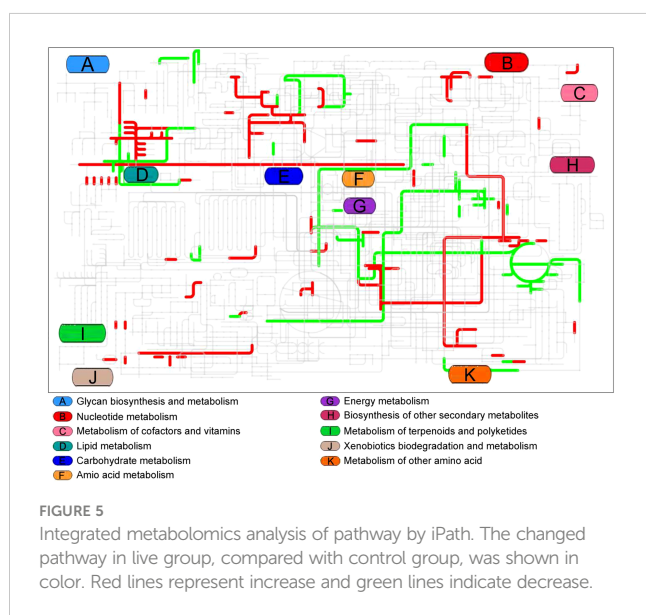 A
B
C
H
D
E
F
G
I
J
K
A Glycan biosynthesis and metabolism
B Nucleotide metabolism
C Metabolism of cofactors and vitamins
D Lipid metabolism
E Carbohydrate metabolism
F Amio acid metabolism
G Energy metabolism
H Biosynthesis of other secondary metabolites
I Metabolism of terpenoids and polyketides
J Xenobiotics biodegradation and metabolism
K Metabolism of other amino acid
FIGURE 5
Integrated metabolomics analysis of pathway by iPath. The changed
pathway in live group, compared with control group, was shown in
color. Red lines represent increase and green lines indicate decrease.